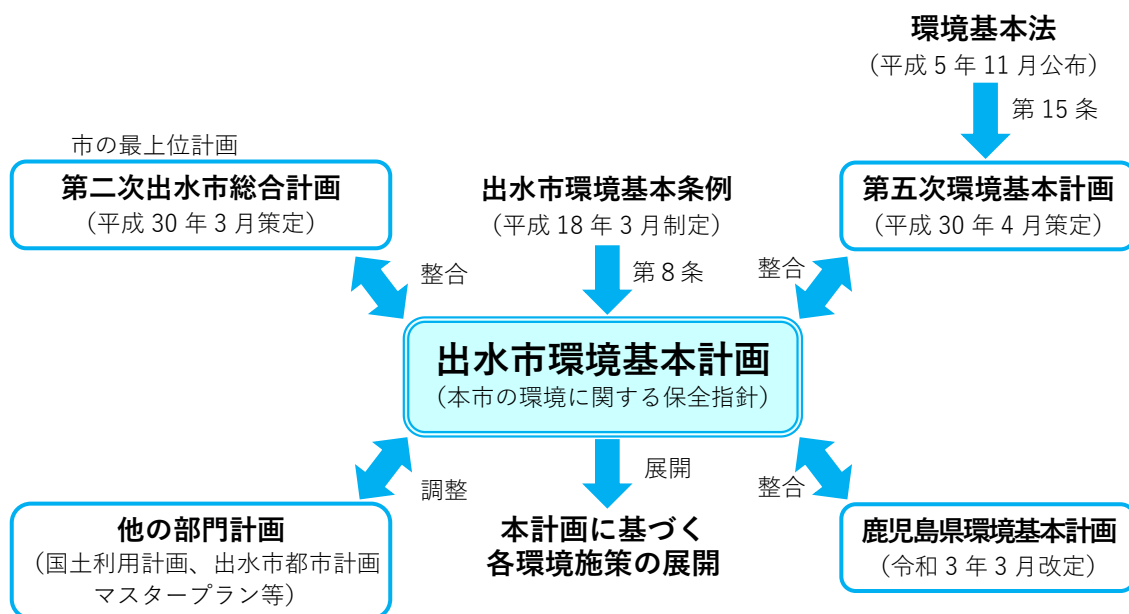 環境基本法
（平成 5 年 11 月公布）
第 15 条
市の最上位計画
第二次出水市総合計画
（平成 30 年 3 月策定）
出水市環境基本条例
（平成 18 年 3 月制定）
第五次環境基本計画
（平成 30 年 4 月策定）
整合
第 8 条
整合
出水市環境基本計画
（本市の環境に関する保全指針）
調整
展開
整合
他の部門計画
（国土利用計画、出水市都市計画
マスタープラン等）
本計画に基づく
各環境施策の展開
鹿児島県環境基本計画
（令和 3 年 3 月改定）